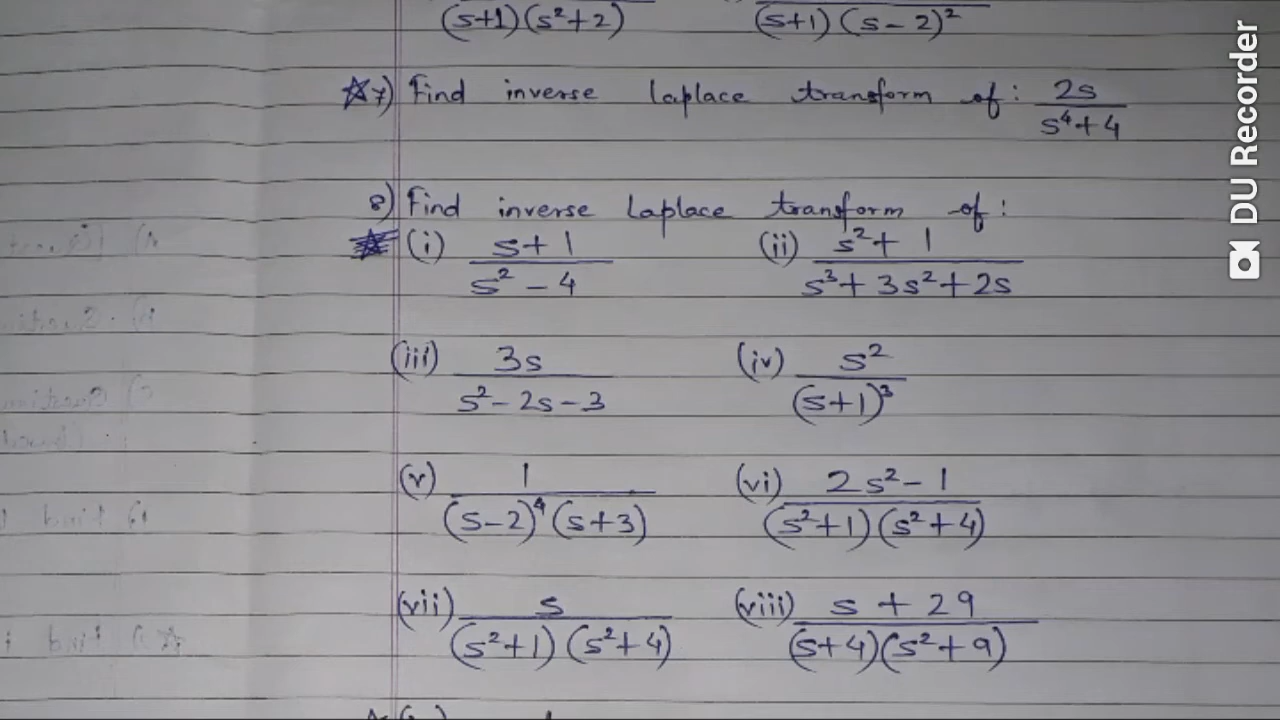 (s+1)(s²+2) (s+1)(s-2)²
☆7) Find inverse laplace transform of: 2s / s⁴+4
8) Find inverse Laplace transform of:
(i) s+1 / s²-4 (ii) s²+1 / s³+3s²+2s
(iii) 3s / s²-2s-3 (iv) s² / (s+1)³
(v) 1 / (s-2)⁴(s+3) (vi) 2s²-1 / (s²+1)(s²+4)
(vii) s / (s²+1)(s²+4) (viii) s+29 / (s+4)(s²+9)
DU Recorder